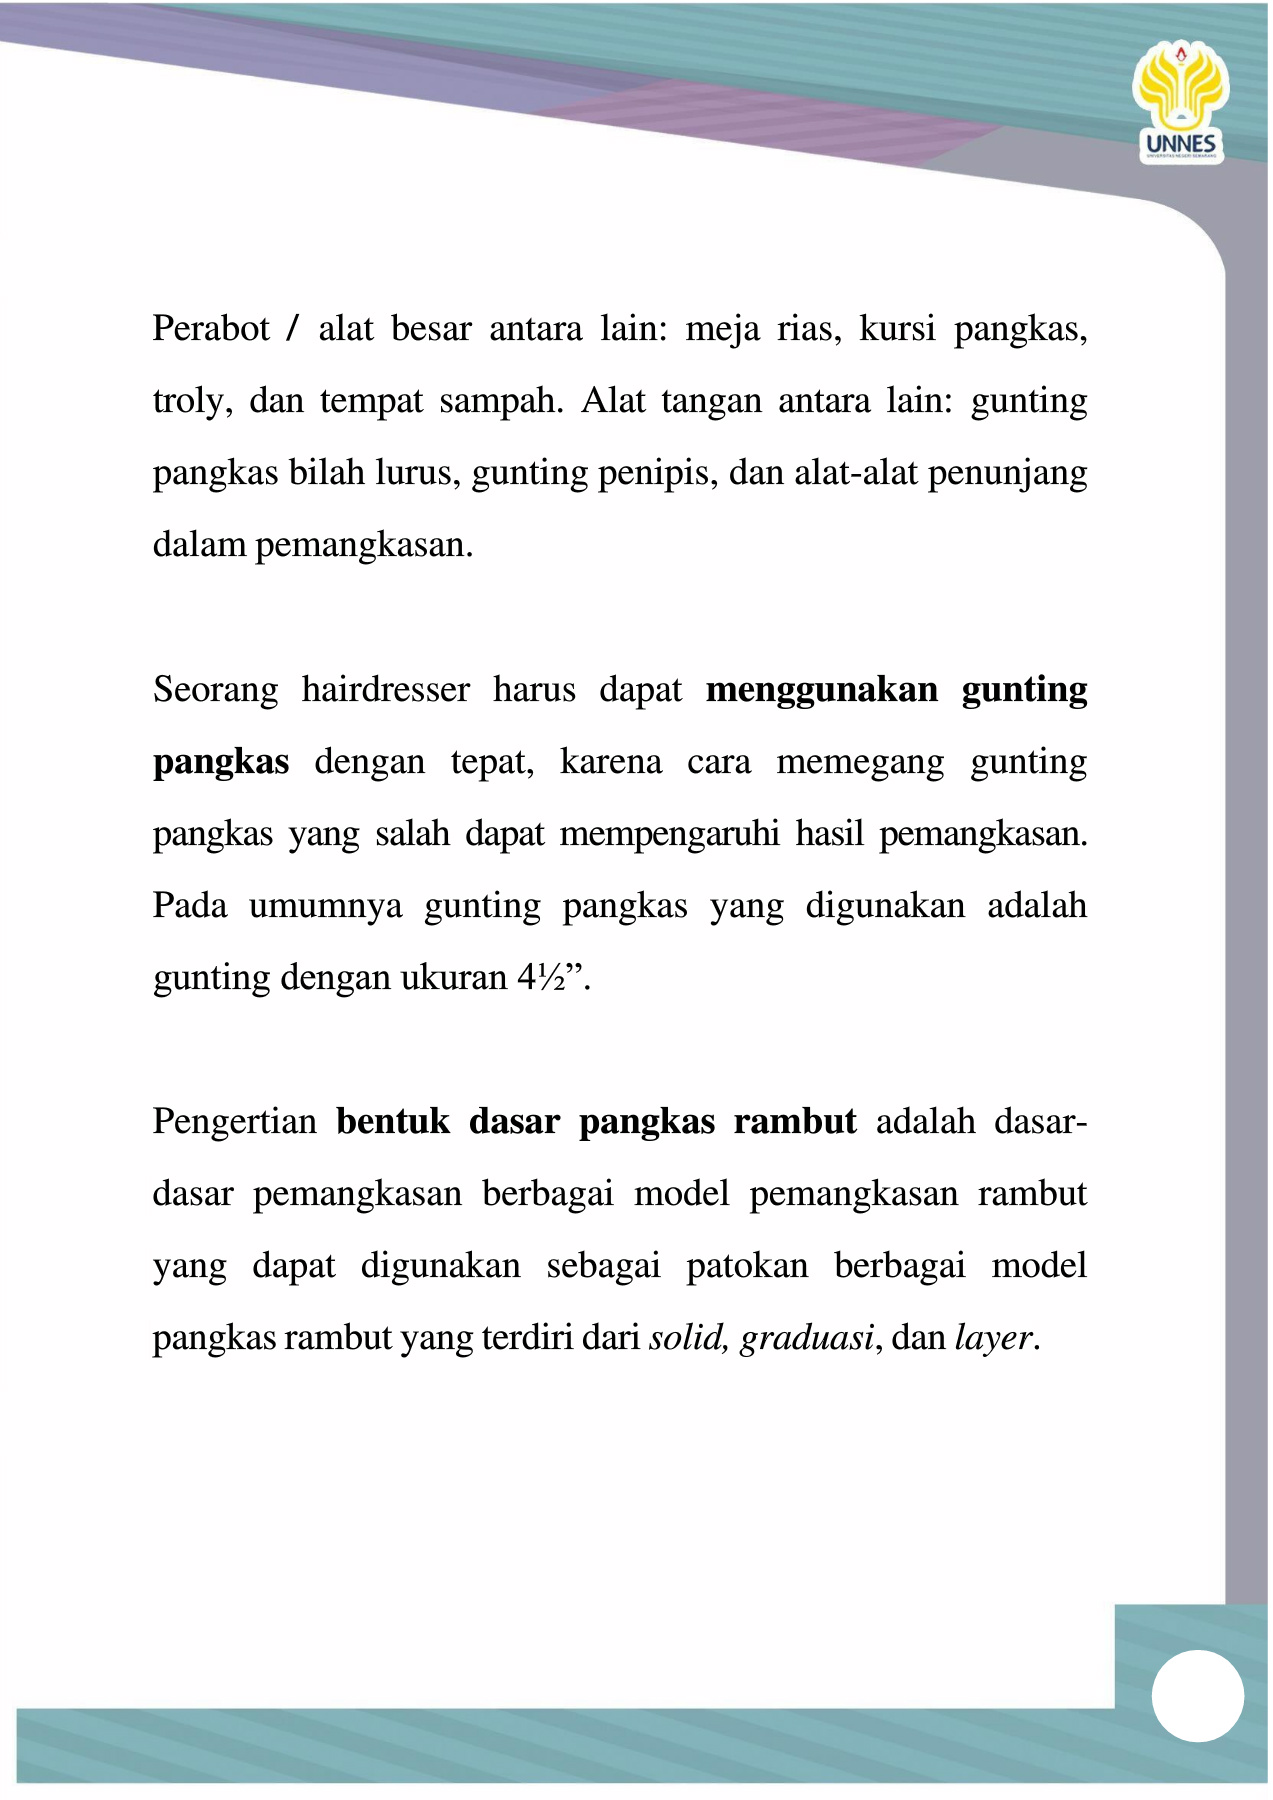 UNNES
UNIVERSITAS NEGERI SEMARANG
Perabot / alat besar antara lain: meja rias, kursi pangkas,
troly, dan tempat sampah. Alat tangan antara lain: gunting
pangkas bilah lurus, gunting penipis, dan alat-alat penunjang
dalam pemangkasan.
Seorang hairdresser harus dapat menggunakan gunting
pangkas dengan tepat, karena cara memegang gunting
pangkas yang salah dapat mempengaruhi hasil pemangkasan.
Pada umumnya gunting pangkas yang digunakan adalah
gunting dengan ukuran 4½”.
Pengertian bentuk dasar pangkas rambut adalah dasar-
dasar pemangkasan berbagai model pemangkasan rambut
yang dapat digunakan sebagai patokan berbagai model
pangkas rambut yang terdiri dari solid, graduasi, dan layer.